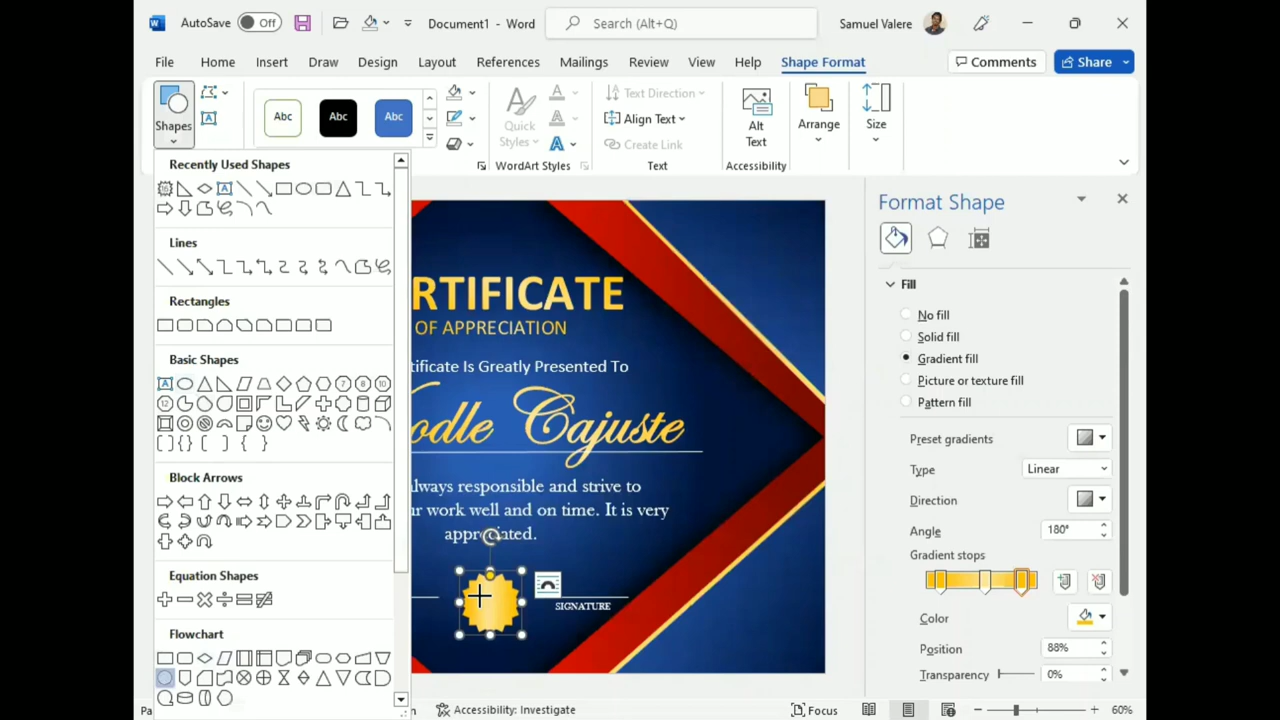 AutoSave Off Document1 - Word Search (Alt+Q) Samuel Valere
File Home Insert Draw Design Layout References Mailings Review View Help Shape Format Comments Share
Shapes
Abc Abc Abc
Quick Styles
WordArt Styles
Text Direction
Align Text
Create Link
Text
Alt Text
Accessibility
Arrange
Size
Recently Used Shapes
Lines
Rectangles
Basic Shapes
Block Arrows
Equation Shapes
Flowchart
RTIFICATE
OF APPRECIATION
tificate Is Greatly Presented To
odle Cajuste
lways responsible and strive to
ur work well and on time. It is very
appreciated.
SIGNATURE
Format Shape
Fill
No fill
Solid fill
Gradient fill
Picture or texture fill
Pattern fill
Preset gradients
Type Linear
Direction
Angle 180°
Gradient stops
Color
Position 88%
Transparency 0%
Pa
Accessibility: Investigate Focus 60%